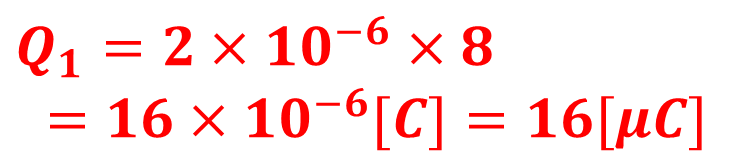 Q₁ = 2 × 10⁻⁶ × 8
= 16 × 10⁻⁶[C] = 16[μC]